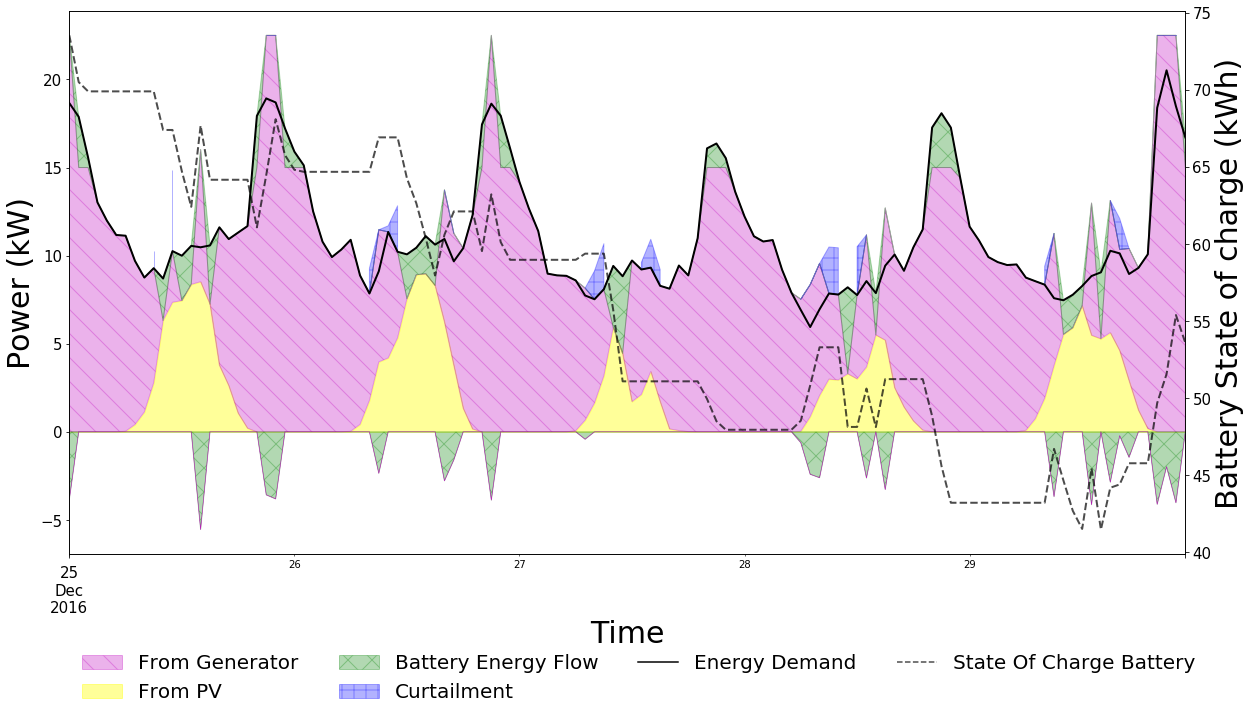 Power (kW)
20
15
10
5
0
−5
75
70
65
60
55
50
45
40
Battery State of charge (kWh)
25
Dec
2016
26
27
28
29
Time
From Generator
Battery Energy Flow
Energy Demand
State Of Charge Battery
From PV
Curtailment